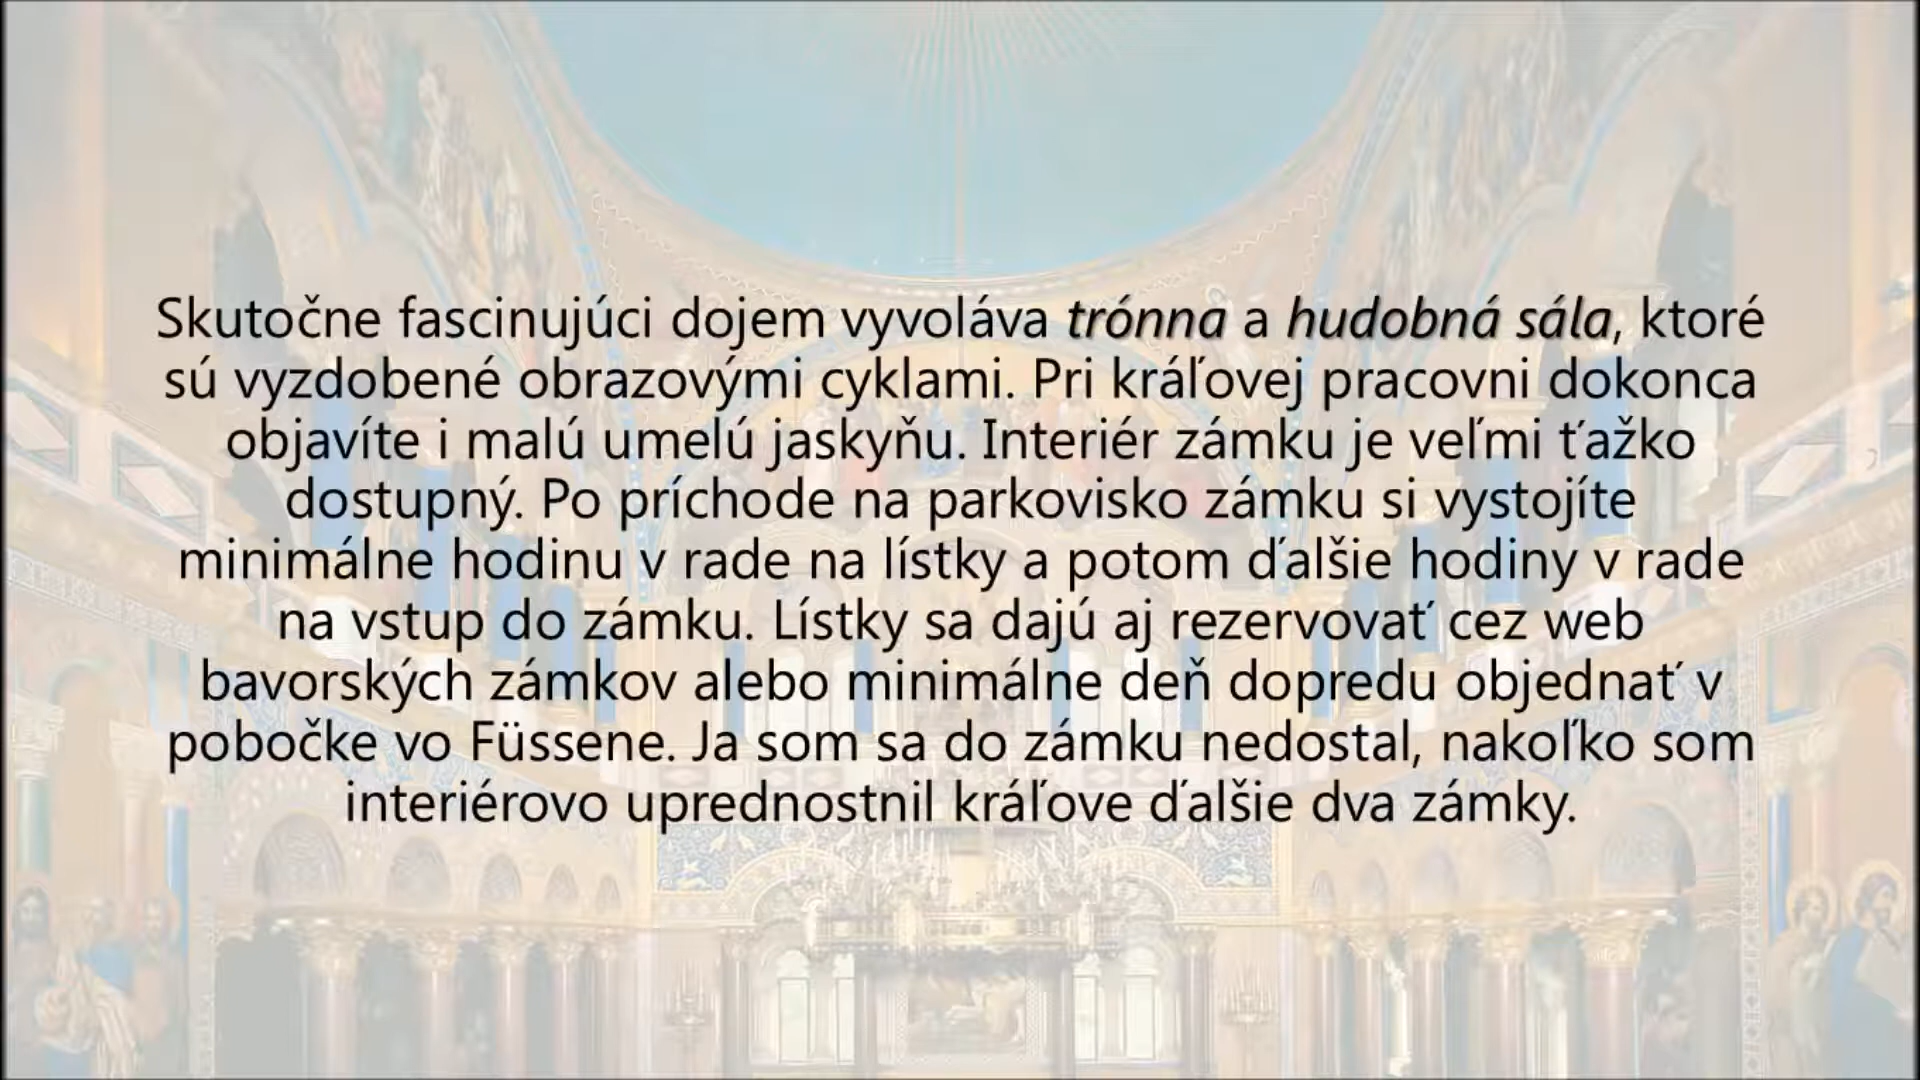 Skutočne fascinujúci dojem vyvoláva trónna a hudobná sála, ktoré
sú vyzdobené obrazovými cyklami. Pri kráľovej pracovni dokonca
objavíte i malú umelú jaskyňu. Interiér zámku je veľmi ťažko
dostupný. Po príchode na parkovisko zámku si vystojíte
minimálne hodinu v rade na lístky a potom ďalšie hodiny v rade
na vstup do zámku. Lístky sa dajú aj rezervovať cez web
bavorských zámkov alebo minimálne deň dopredu objednať v
pobočke vo Füssene. Ja som sa do zámku nedostal, nakoľko som
interiérovo uprednostnil kráľove ďalšie dva zámky.